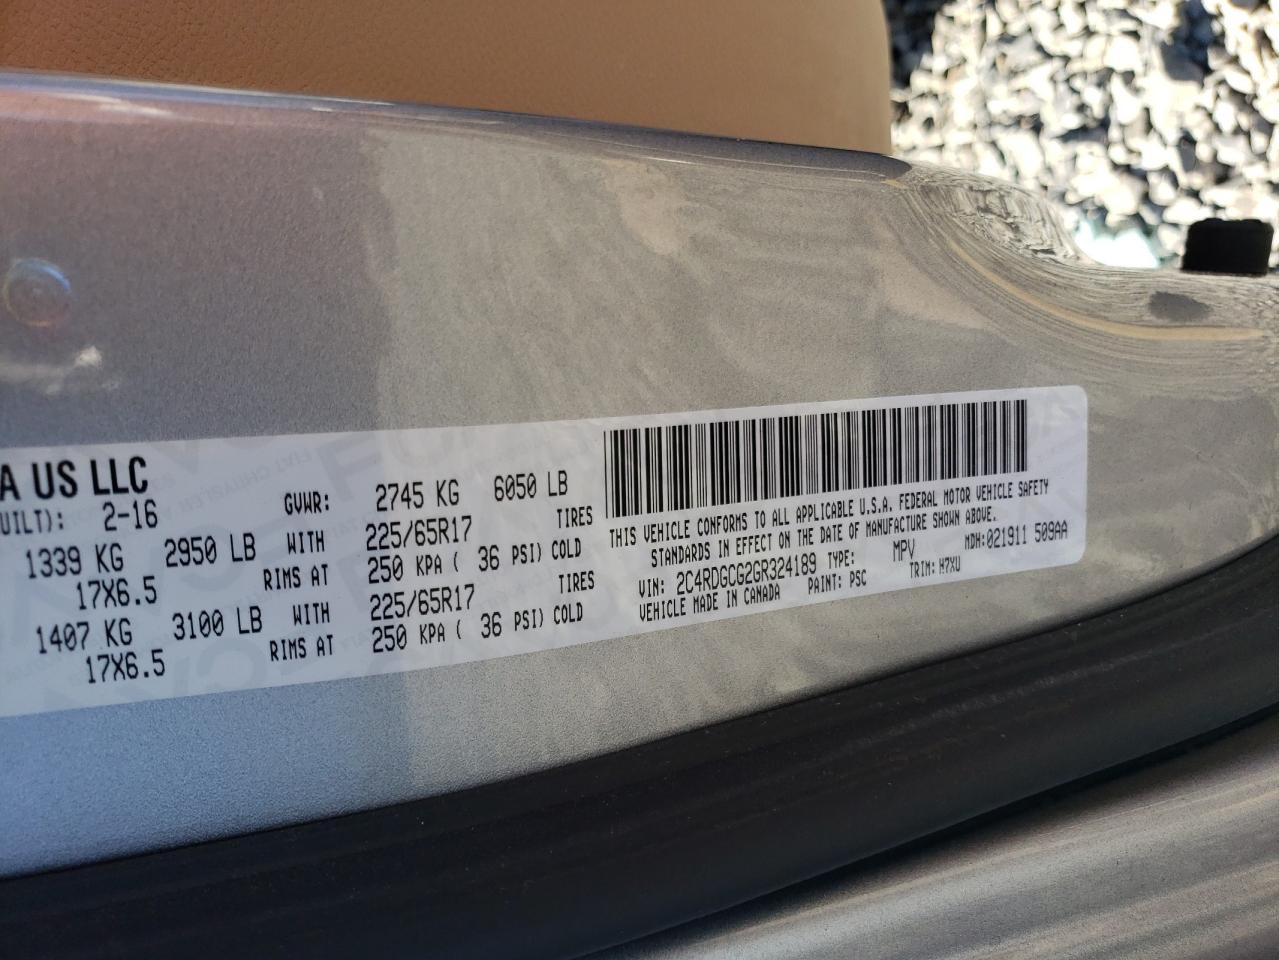 A US LLC
UILT): 2-16 GVWR: 2745 KG 6050 LB
1339 KG 2950 LB WITH 225/65R17 TIRES
17X6.5 RIMS AT 250 KPA ( 36 PSI) COLD
1407 KG 3100 LB WITH 225/65R17 TIRES
17X6.5 RIMS AT 250 KPA ( 36 PSI) COLD
THIS VEHICLE CONFORMS TO ALL APPLICABLE U.S.A. FEDERAL MOTOR VEHICLE SAFETY
STANDARDS IN EFFECT ON THE DATE OF MANUFACTURE SHOWN ABOVE.
VIN: 2C4RDGCG2GR324189 TYPE: MPV MDH:021911 509AA
VEHICLE MADE IN CANADA PAINT: PSC TRIM: H7XU